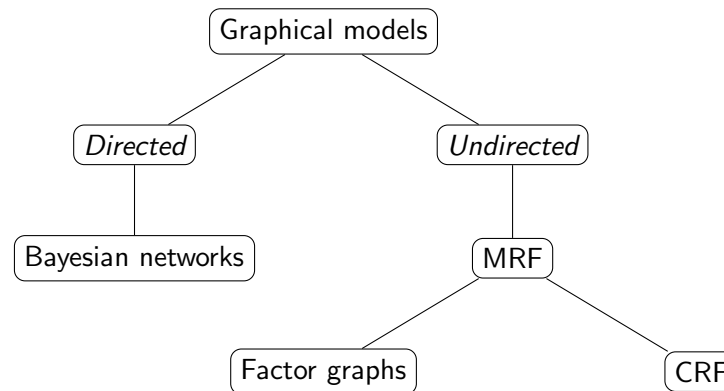 Graphical models
Directed
Undirected
Bayesian networks
MRF
Factor graphs
CRF